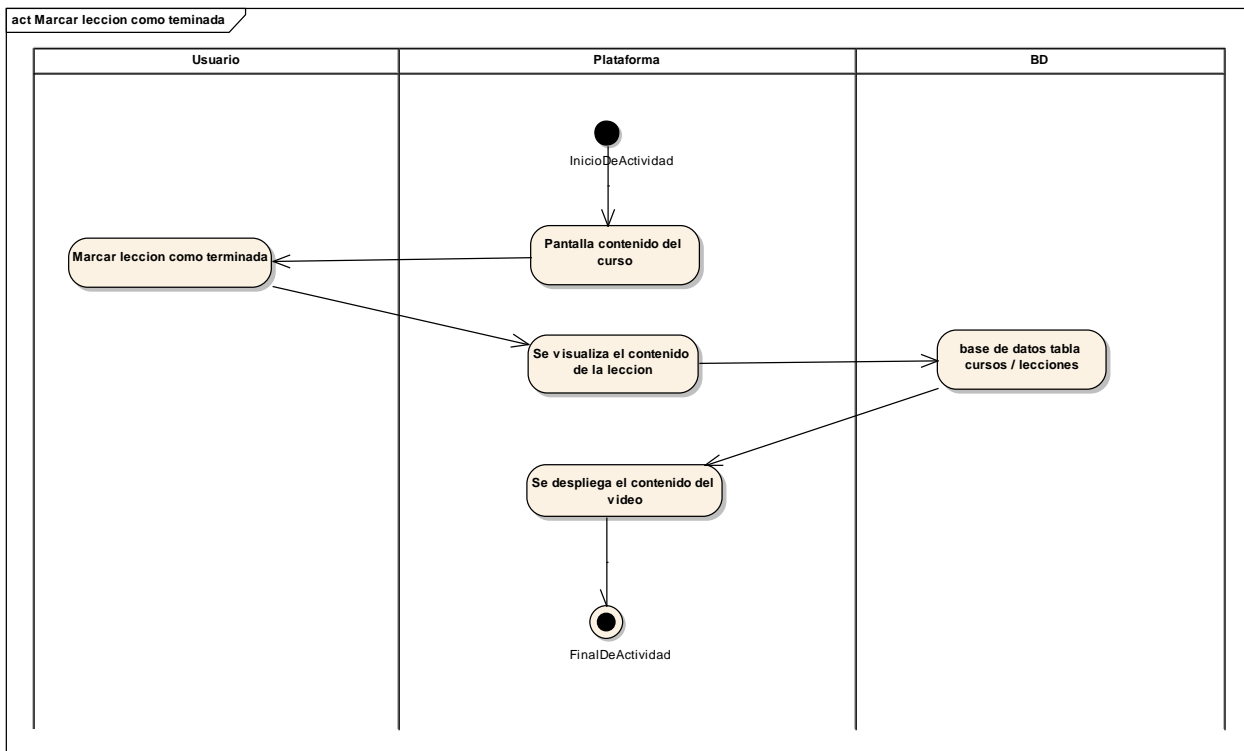 act Marcar leccion como teminada
Usuario
Plataforma
BD
InicioDeActividad
Pantalla contenido del
curso
Marcar leccion como terminada
Se visualiza el contenido
de la leccion
base de datos tabla
cursos / lecciones
Se despliega el contenido del
video
FinalDeActividad